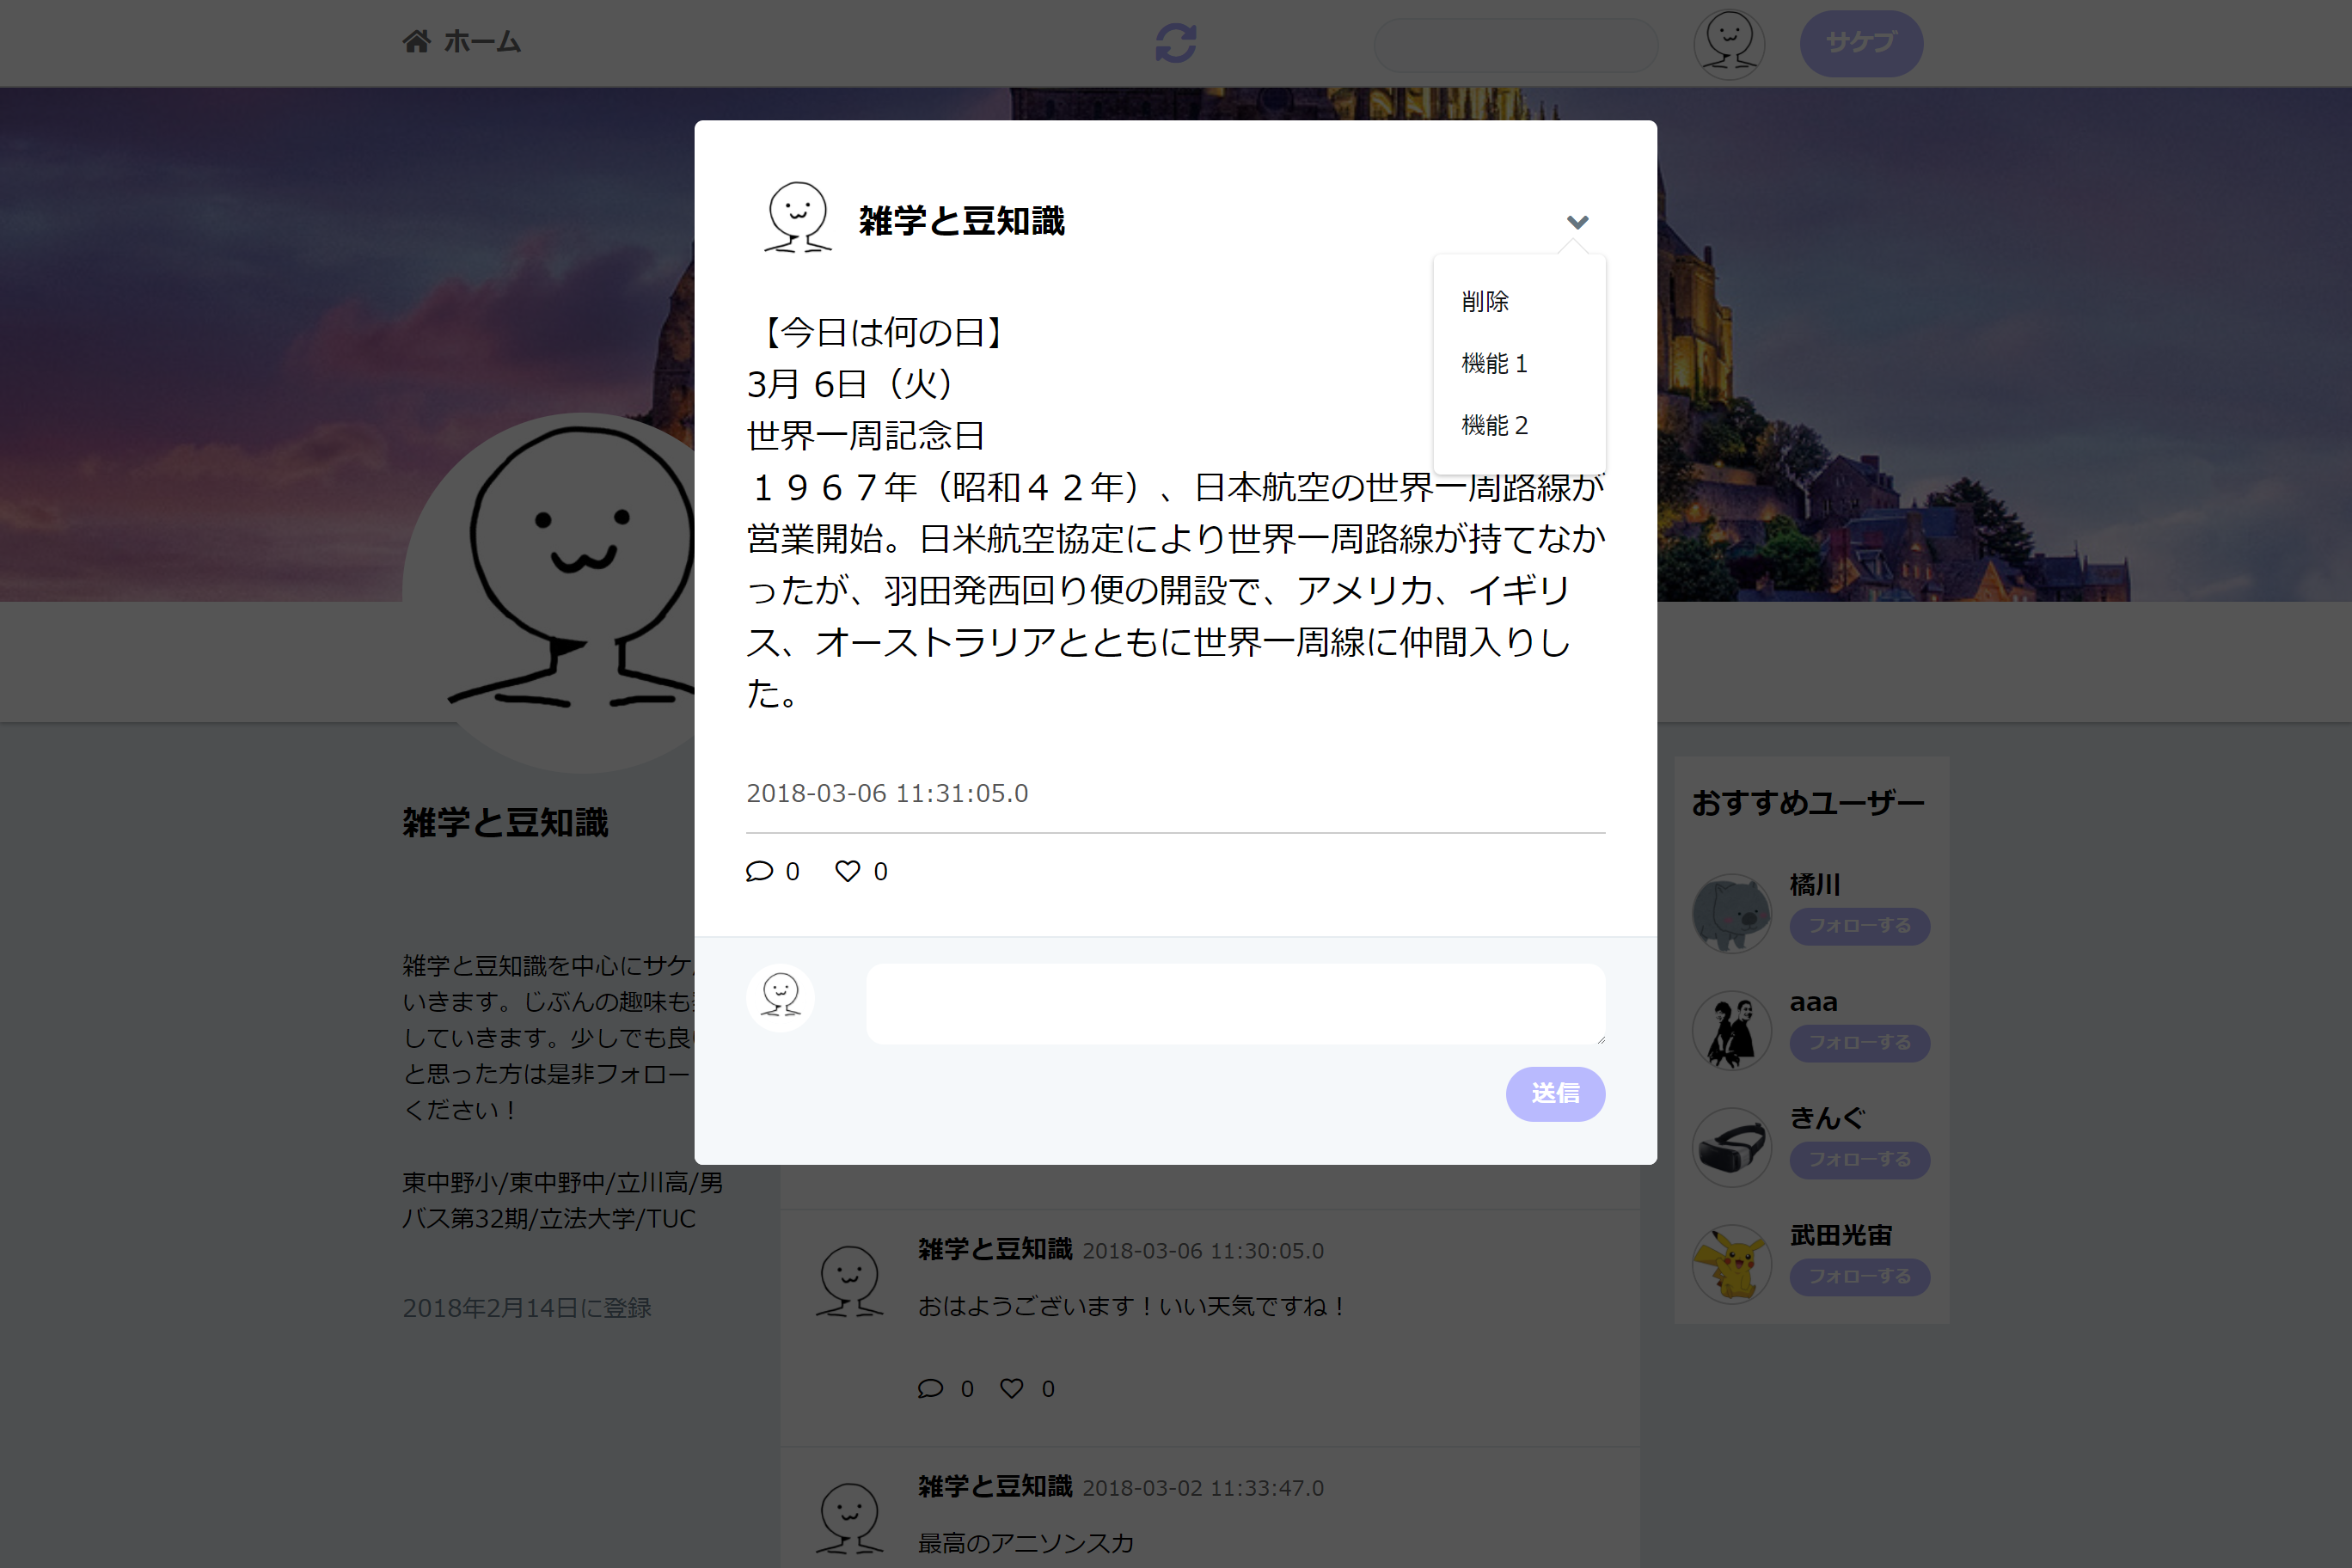 ホーム
サケブ
雑学と豆知識
削除
機能1
機能2
【今日は何の日】
3月 6日（火）
世界一周記念日
１９６７年（昭和４２年）、日本航空の世界一周路線が
営業開始。日米航空協定により世界一周路線が持てなか
ったが、羽田発西回り便の開設で、アメリカ、イギリ
ス、オーストラリアとともに世界一周線に仲間入りし
た。
2018-03-06 11:31:05.0
0 0
送信
雑学と豆知識
雑学と豆知識を中心にサケ
いきます。じぶんの趣味も
していきます。少しでも良
と思った方は是非フォロー
ください！
東中野小/東中野中/立川高/男
バス第32期/立法大学/TUC
2018年2月14日に登録
雑学と豆知識 2018-03-06 11:30:05.0
おはようございます！いい天気ですね！
0 0
雑学と豆知識 2018-03-02 11:33:47.0
最高のアニソンスカ
おすすめユーザー
橘川
フォローする
aaa
フォローする
きんぐ
フォローする
武田光宙
フォローする